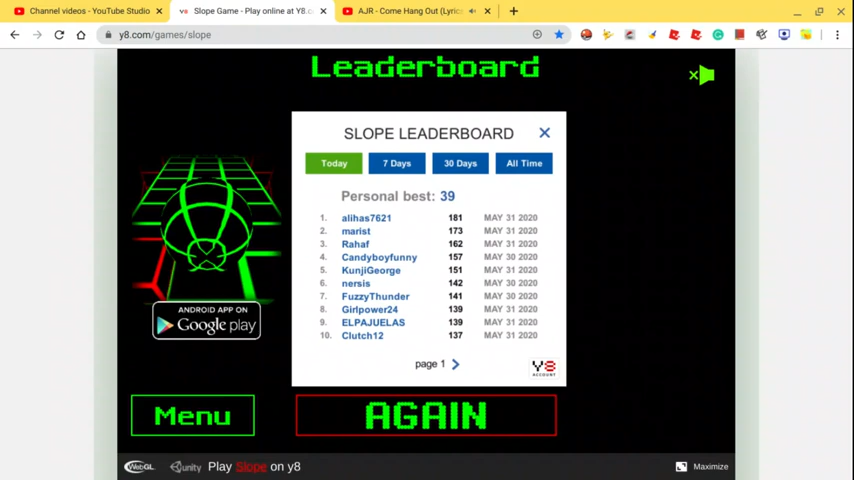 Channel videos - YouTube Studio
Slope Game - Play online at Y8.c
AJR - Come Hang Out (Lyrics
y8.com/games/slope
Leaderboard
SLOPE LEADERBOARD
Today
7 Days
30 Days
All Time
Personal best: 39
1. alihas7621 181 MAY 31 2020
2. marist 173 MAY 31 2020
3. Rahaf 162 MAY 31 2020
4. Candyboyfunny 157 MAY 30 2020
5. KunjiGeorge 151 MAY 31 2020
6. nersis 142 MAY 30 2020
7. FuzzyThunder 141 MAY 30 2020
8. Girlpower24 139 MAY 31 2020
9. ELPAJUELAS 139 MAY 31 2020
10. Clutch12 137 MAY 30 2020
page 1
Y8
ACCOUNT
ANDROID APP ON
Google play
Menu
AGAIN
WebGL
unity
Play Slope on y8
Maximize